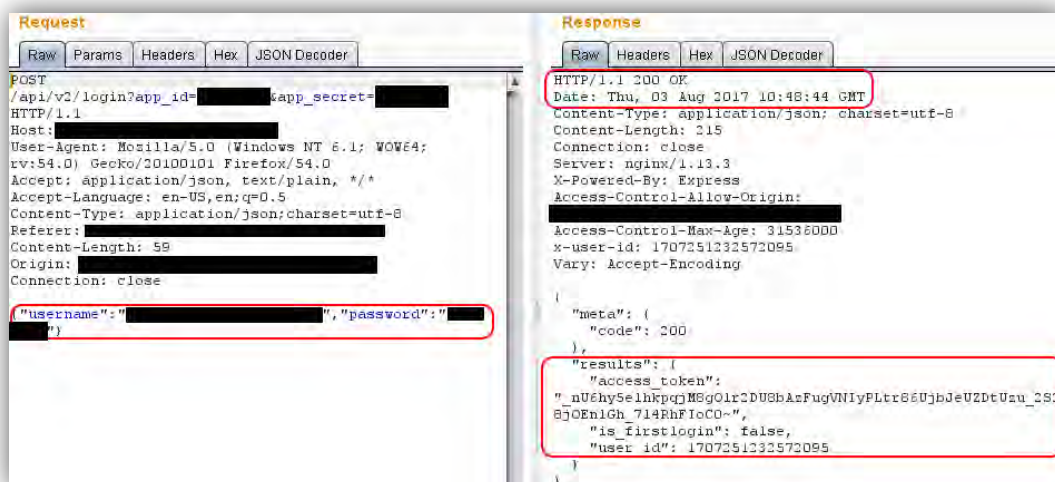 Request
Raw Params Headers Hex JSON Decoder
POST
/api/v2/login?app_id= &app_secret=
HTTP/1.1
Host:
User-Agent: Mozilla/5.0 (Windows NT 6.1; WOW64;
rv:54.0) Gecko/20100101 Firefox/54.0
Accept: application/json, text/plain, */*
Accept-Language: en-US,en;q=0.5
Content-Type: application/json;charset=utf-8
Referer:
Content-Length: 59
Origin:
Connection: close
{"username":" ","password":"
"}
Response
Raw Headers Hex JSON Decoder
HTTP/1.1 200 OK
Date: Thu, 03 Aug 2017 10:48:44 GMT
Content-Type: application/json; charset=utf-8
Content-Length: 215
Connection: close
Server: nginx/1.13.3
X-Powered-By: Express
Access-Control-Allow-Origin:
Access-Control-Max-Age: 31536000
x-user-id: 1707251232572095
Vary: Accept-Encoding
{
"meta": {
"code": 200
},
"results": {
"access_token":
"is_firstlogin": false,
"user_id": 1707251232572095
}
}